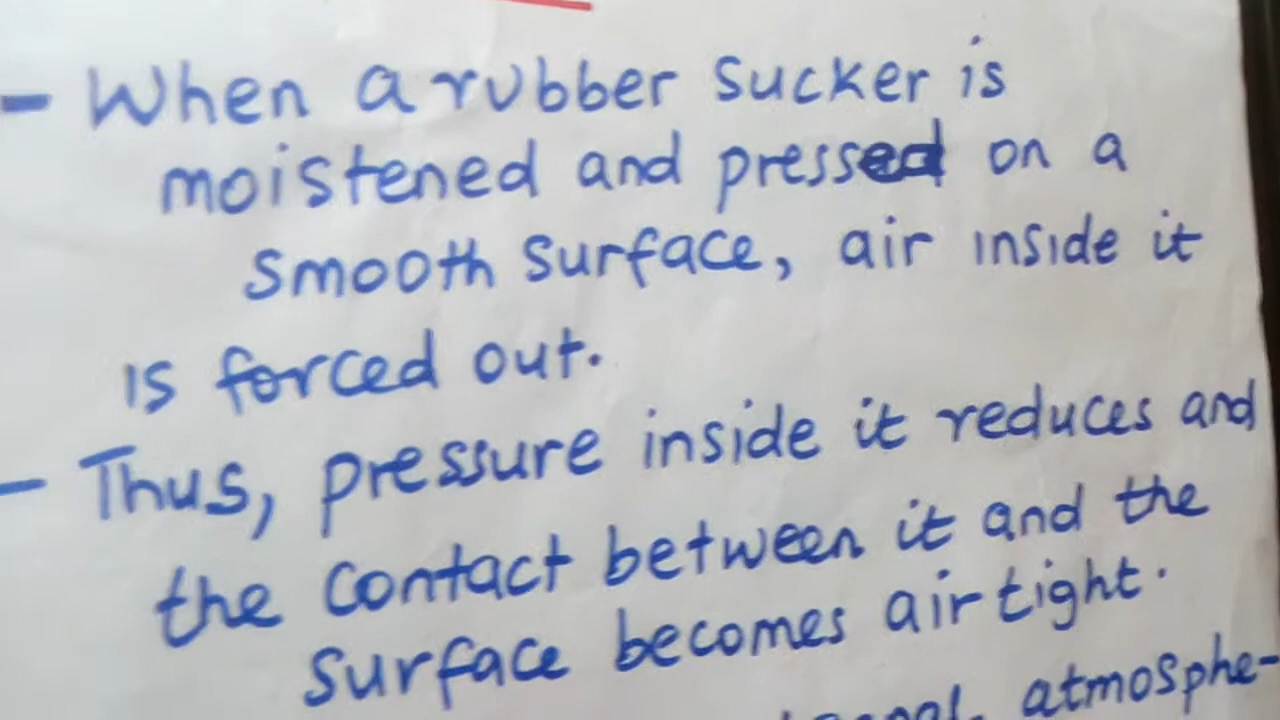 - When a rubber sucker is
moistened and pressed on a
smooth surface, air inside it
is forced out.
- Thus, pressure inside it reduces and
the contact between it and the
surface becomes air tight.
atmosphe-